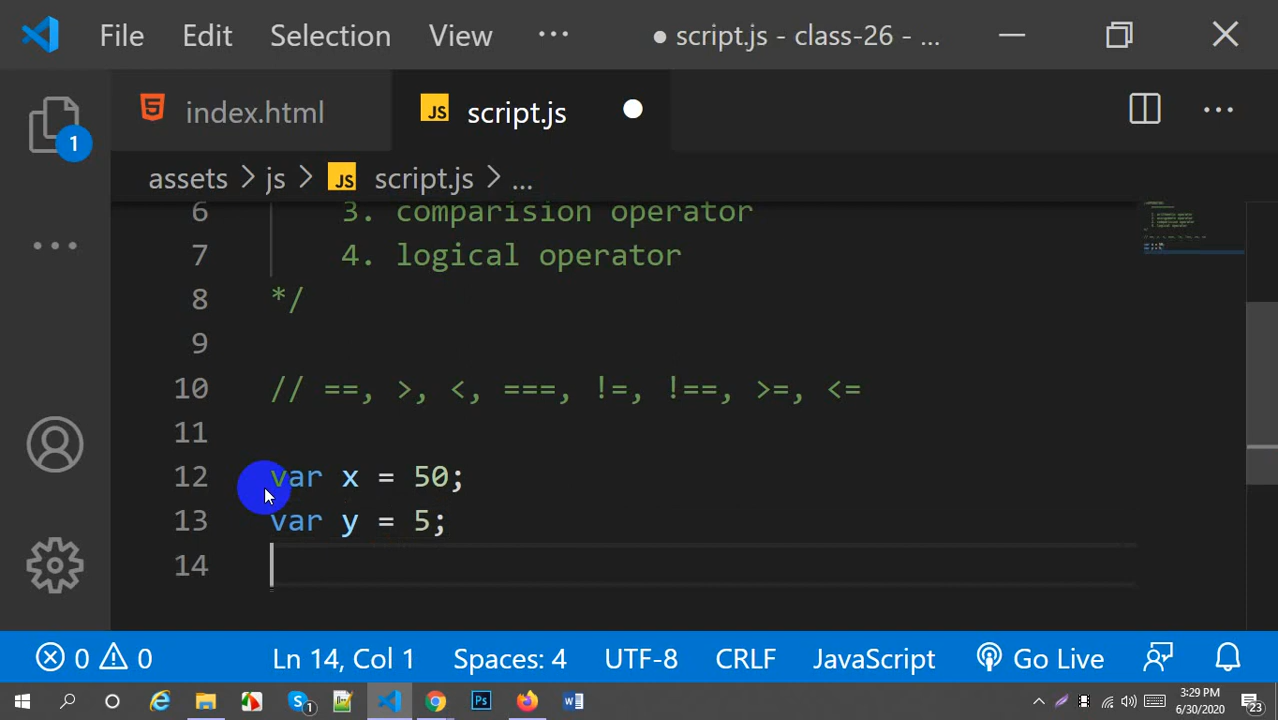 File Edit Selection View ··· ● script.js - class-26 - ...
index.html script.js ● ···
1
assets > js > script.js > ...
6 3. comparision operator
7 4. logical operator
8 */
9
10 // ==, >, <, ===, !=, !==, >=, <=
11
12 var x = 50;
13 var y = 5;
14
0 0 Ln 14, Col 1 Spaces: 4 UTF-8 CRLF JavaScript Go Live
3:29 PM
6/30/2020
23